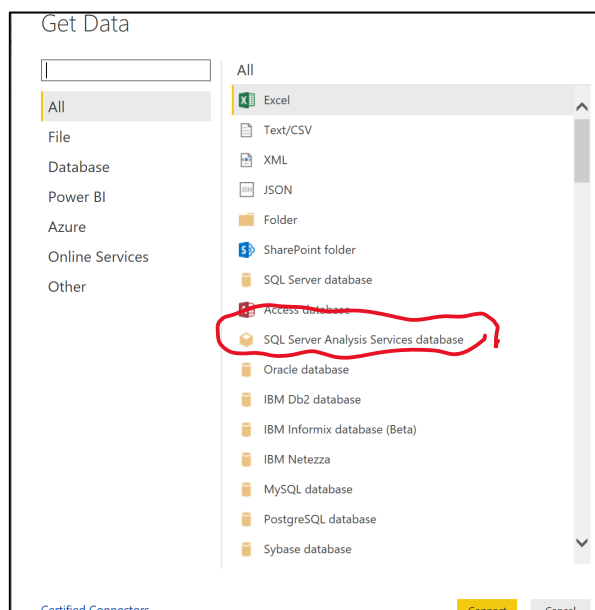 Get Data
All
File
Database
Power BI
Azure
Online Services
Other
All
Excel
Text/CSV
XML
JSON
Folder
SharePoint folder
SQL Server database
Access database
SQL Server Analysis Services database
Oracle database
IBM Db2 database
IBM Informix database (Beta)
IBM Netezza
MySQL database
PostgreSQL database
Sybase database
Certified Connectors
Connect
Cancel